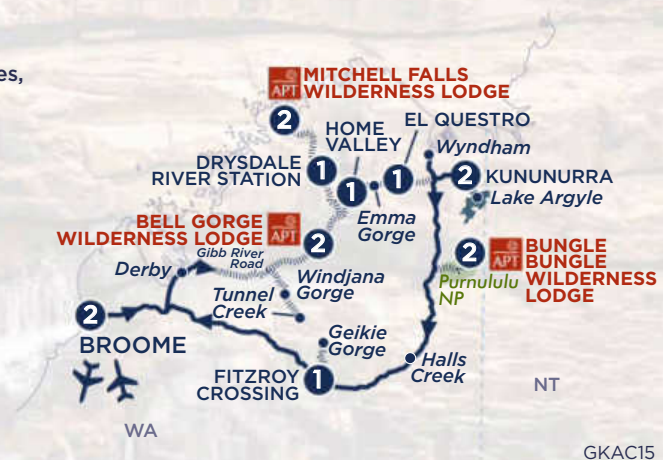 es,
APT MITCHELL FALLS
WILDERNESS LODGE
2
HOME
VALLEY
EL QUESTRO
Wyndham
DRYSDALE
RIVER STATION
1
1
1
2 KUNUNURRA
Lake Argyle
Emma
Gorge
BELL GORGE
WILDERNESS LODGE
APT
2
Gibb River
Road
Derby
2
APT
BUNGLE
BUNGLE
WILDERNESS
LODGE
Purnululu
NP
Windjana
Gorge
Tunnel
Creek
2
BROOME
Geikie
Gorge
Halls
Creek
FITZROY
CROSSING
1
NT
WA
GKAC15